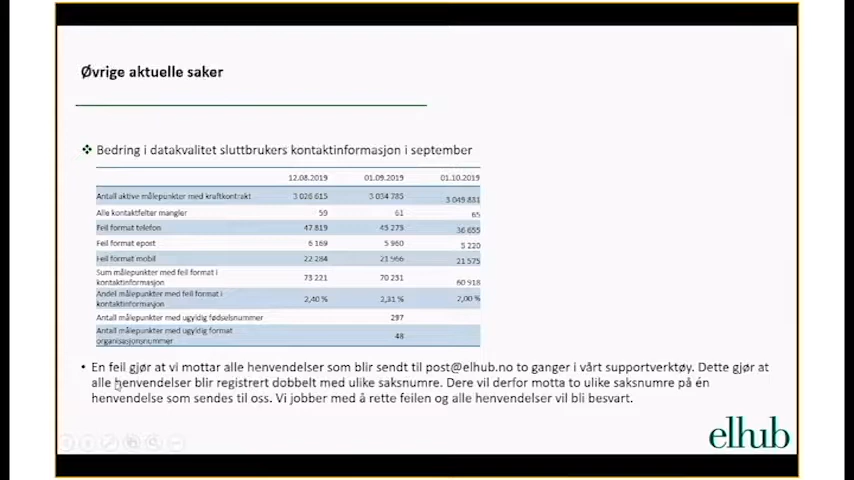 Øvrige aktuelle saker
❖ Bedring i datakvalitet sluttbrukers kontaktinformasjon i september
12.08.2019 01.09.2019 01.10.2019
Antall aktive målepunkter med kraftkontrakt 3 026 615 3 034 785 3 049 881
Alle kontaktfelter mangler 59 61 65
Feil format telefon 47 819 45 275 36 655
Feil format epost 6 169 5 960 5 220
Feil format mobil 22 284 21 966 21 575
Sum målepunkter med feil format i
kontaktinformasjon 73 221 70 231 60 918
Andel målepunkter med feil format i
kontaktinformasjon 2,40 % 2,31 % 2,00 %
Antall målepunkter med ugyldig fødselsnummer 297
Antall målepunkter med ugyldig format
organisasjonsnummer 48
• En feil gjør at vi mottar alle henvendelser som blir sendt til post@elhub.no to ganger i vårt supportverktøy. Dette gjør at
alle henvendelser blir registrert dobbelt med ulike saksnumre. Dere vil derfor motta to ulike saksnumre på én
henvendelse som sendes til oss. Vi jobber med å rette feilen og alle henvendelser vil bli besvart.
elhub